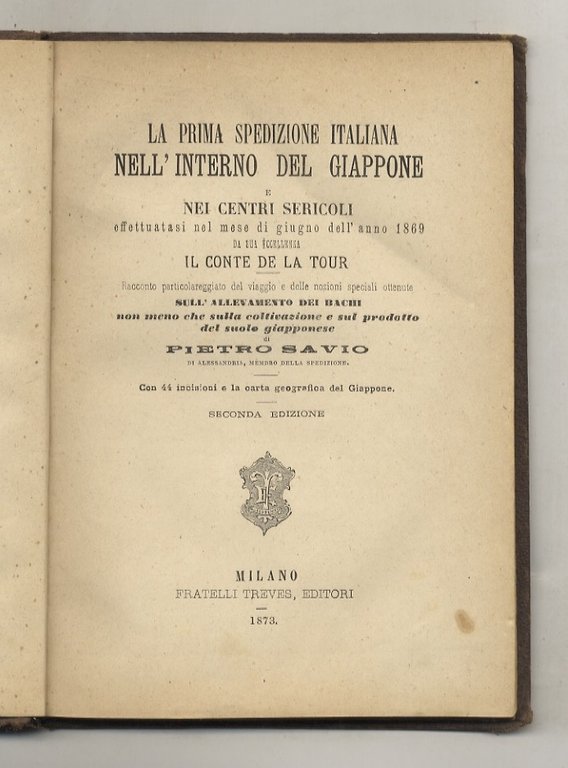 LA PRIMA SPEDIZIONE ITALIANA
NELL'INTERNO DEL GIAPPONE
E
NEI CENTRI SERICOLI
effettuatasi nel mese di giugno dell'anno 1869
DA SUA ECCELLENZA
IL CONTE DE LA TOUR
Racconto particolareggiato del viaggio e delle nozioni speciali ottenute
SULL'ALLEVAMENTO DEI BACHI
non meno che sulla coltivazione e sul prodotto
del suolo giapponese
di
PIETRO SAVIO
DI ALESSANDRIA, MEMBRO DELLA SPEDIZIONE.
Con 44 incisioni e la carta geografica del Giappone.
SECONDA EDIZIONE
MILANO
FRATELLI TREVES, EDITORI
1873.